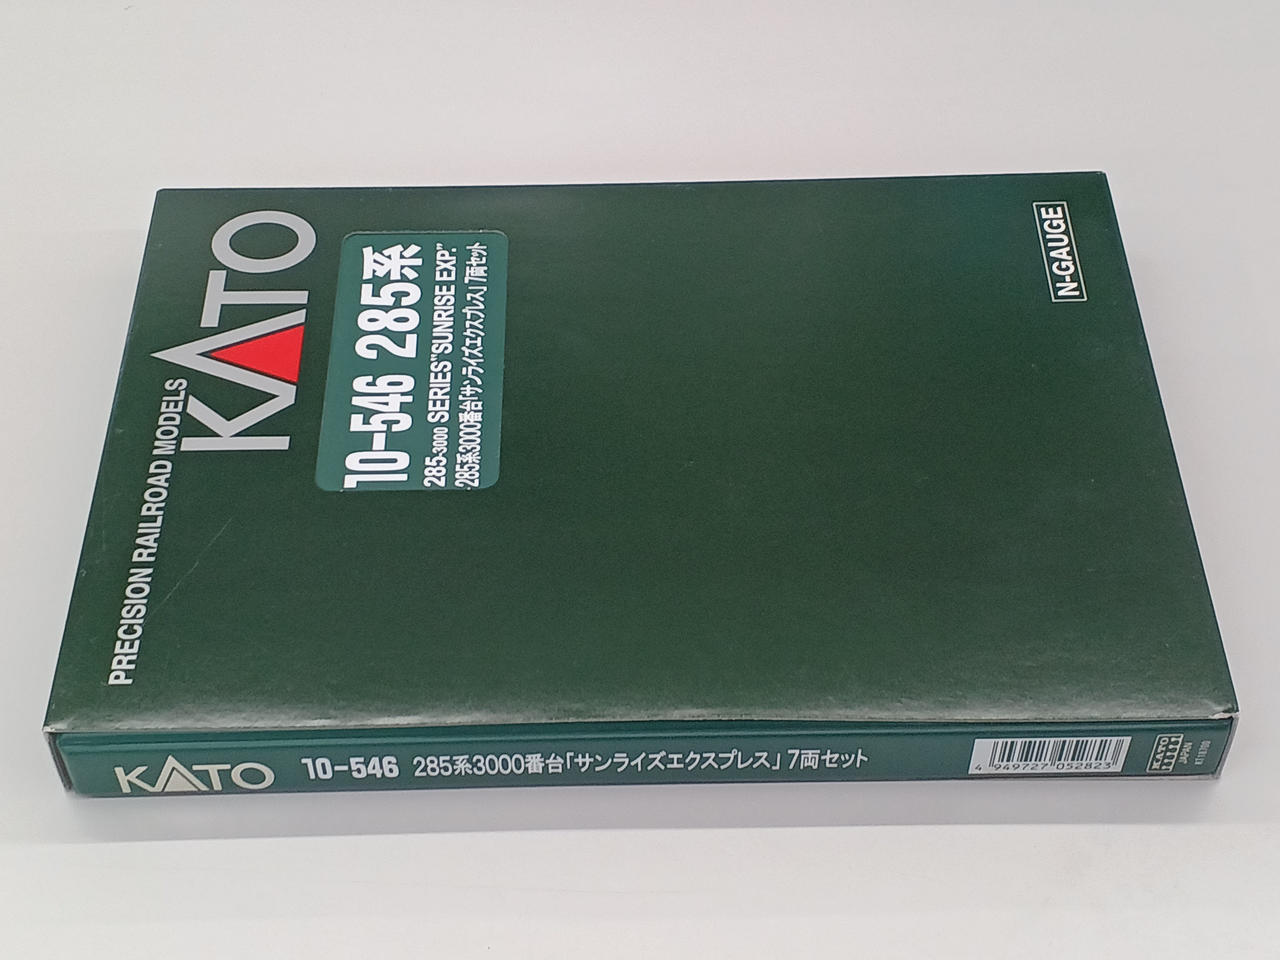 PRECISION RAILROAD MODELS
KATO
10-546 285系
285-3000 SERIES "SUNRISE EXP."
285系3000番台「サンライズエクスプレス」7両セット
N-GAUGE
KATO 10-546 285系3000番台「サンライズエクスプレス」7両セット
4 949727 052823
KATO
JAPAN